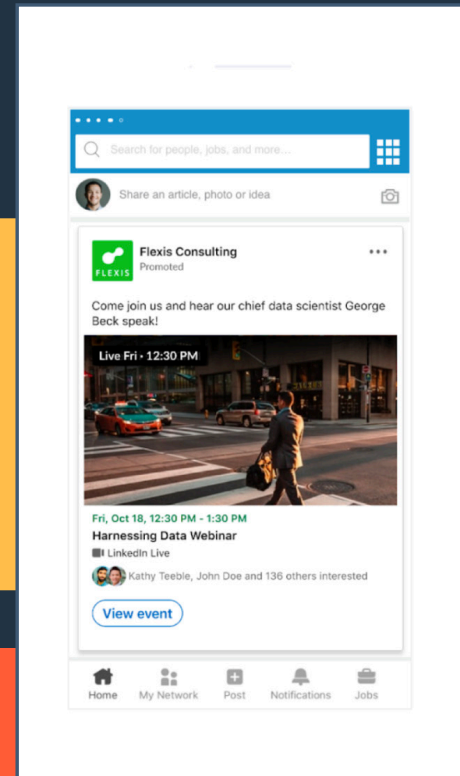 Search for people, jobs, and more...
Share an article, photo or idea
FLEXIS
Flexis Consulting
Promoted
Come join us and hear our chief data scientist George
Beck speak!
Live Fri • 12:30 PM
Fri, Oct 18, 12:30 PM - 1:30 PM
Harnessing Data Webinar
LinkedIn Live
Kathy Teeble, John Doe and 136 others interested
View event
Home My Network Post Notifications Jobs